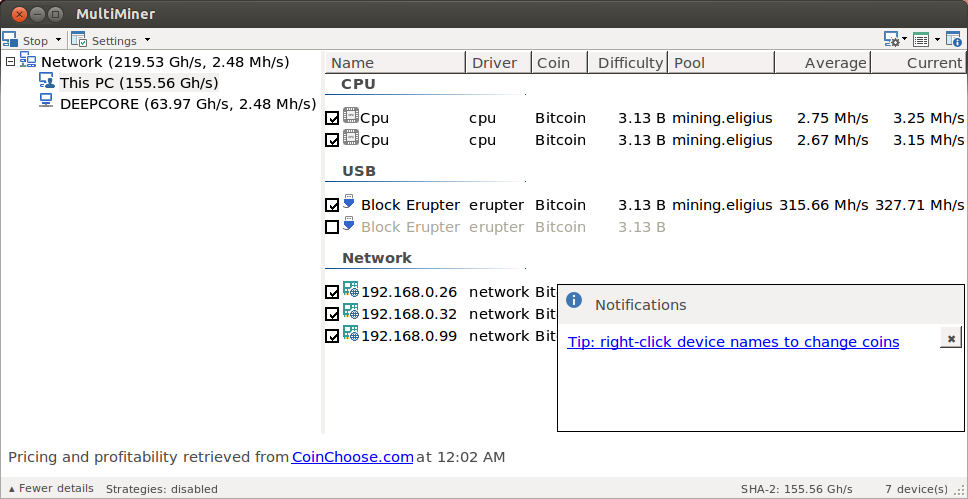 MultiMiner
Stop Settings
Network (219.53 Gh/s, 2.48 Mh/s)
This PC (155.56 Gh/s)
DEEPCORE (63.97 Gh/s, 2.48 Mh/s)
Name Driver Coin Difficulty Pool Average Current
CPU
Cpu cpu Bitcoin 3.13 B mining.eligius 2.75 Mh/s 3.25 Mh/s
Cpu cpu Bitcoin 3.13 B mining.eligius 2.67 Mh/s 3.15 Mh/s
USB
Block Erupter erupter Bitcoin 3.13 B mining.eligius 315.66 Mh/s 327.71 Mh/s
Block Erupter erupter Bitcoin 3.13 B
Network
192.168.0.26 network Bit
192.168.0.32 network Bit
192.168.0.99 network Bit
Notifications
Tip: right-click device names to change coins
Pricing and profitability retrieved from CoinChoose.com at 12:02 AM
Fewer details Strategies: disabled SHA-2: 155.56 Gh/s 7 device(s)